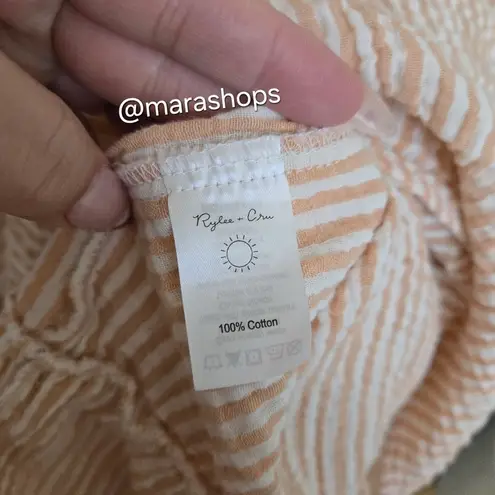 @marashops
Rylee + Cru
100% Cotton